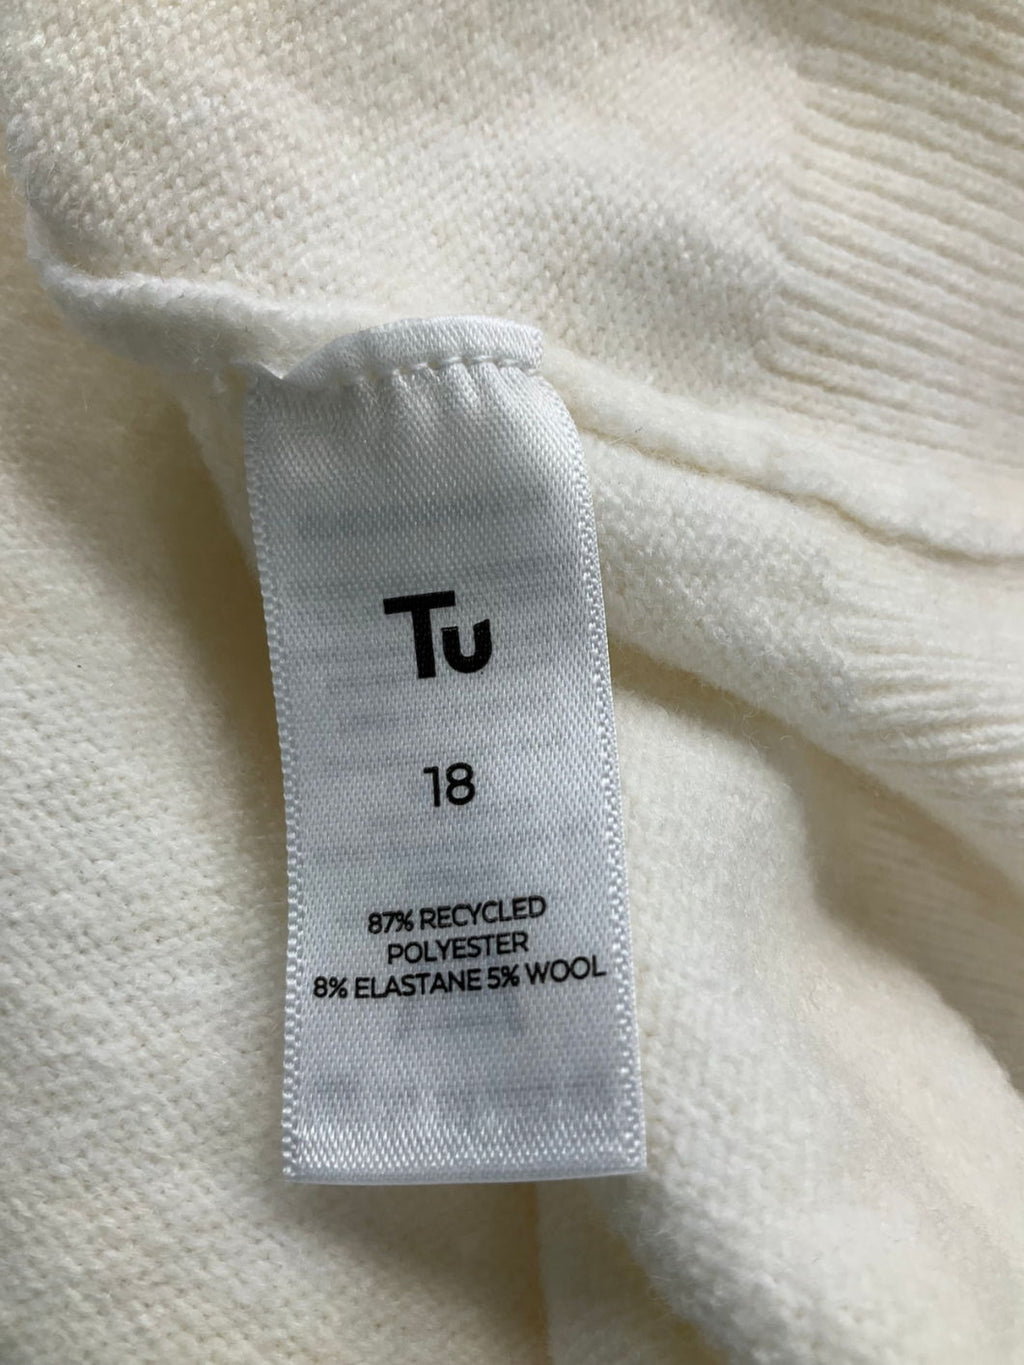 Tu
18
87% RECYCLED
POLYESTER
8% ELASTANE 5% WOOL